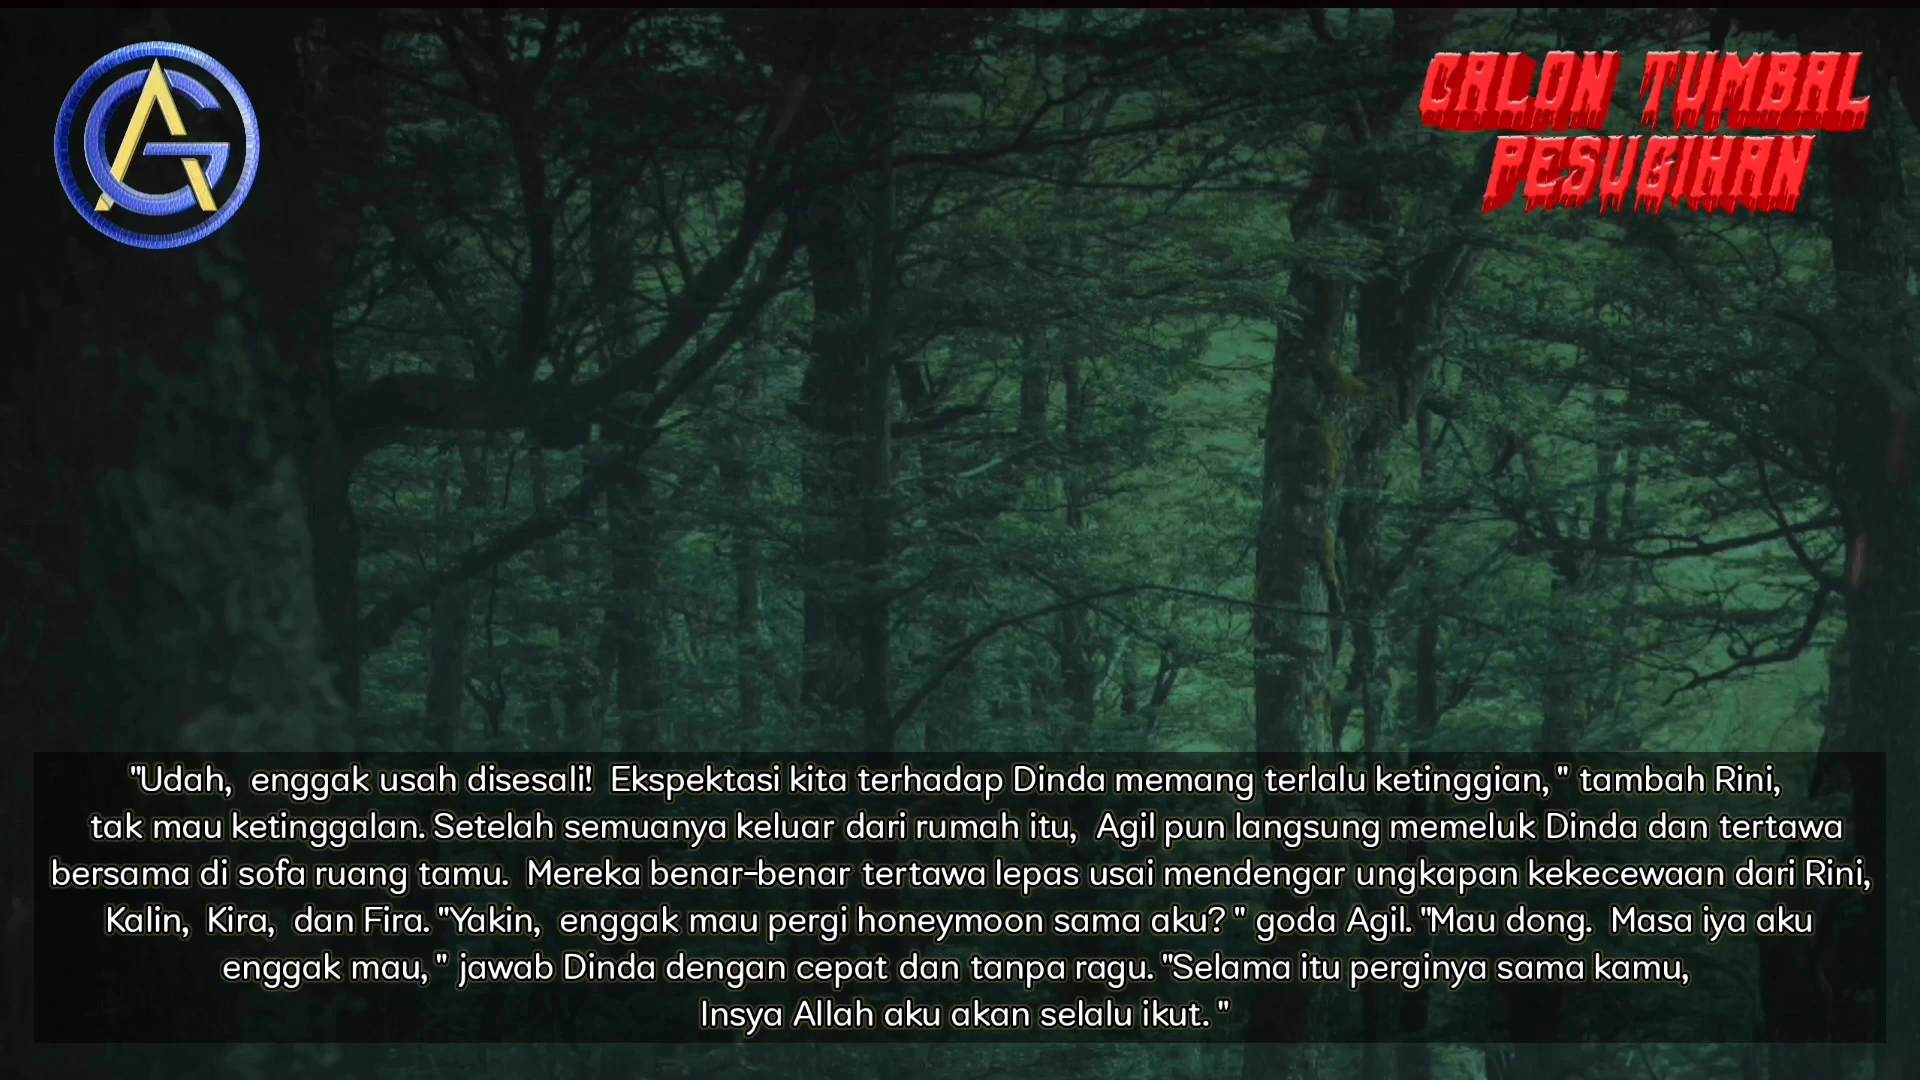 CALON TUMBAL
PESUGIHAN
"Udah,  enggak usah disesali!  Ekspektasi kita terhadap Dinda memang terlalu ketinggian, " tambah Rini,
tak mau ketinggalan. Setelah semuanya keluar dari rumah itu,  Agil pun langsung memeluk Dinda dan tertawa
bersama di sofa ruang tamu.  Mereka benar-benar tertawa lepas usai mendengar ungkapan kekecewaan dari Rini,
Kalin,  Kira,  dan Fira. "Yakin,  enggak mau pergi honeymoon sama aku? " goda Agil. "Mau dong.  Masa iya aku
enggak mau, " jawab Dinda dengan cepat dan tanpa ragu. "Selama itu perginya sama kamu,
Insya Allah aku akan selalu ikut. "